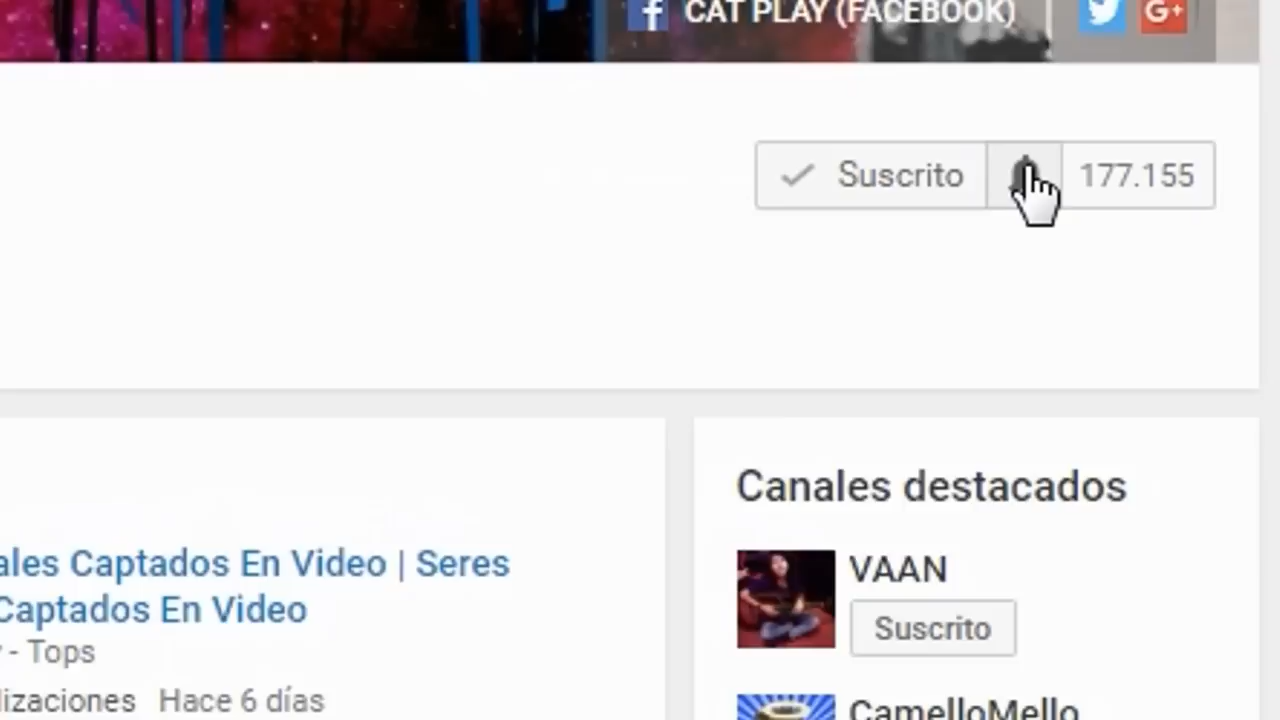 CAT PLAY (FACEBOOK)
G+
Suscrito
177.155
Canales destacados
ales Captados En Video | Seres
Captados En Video
- Tops
lizaciones Hace 6 días
VAAN
Suscrito
CamelloMello